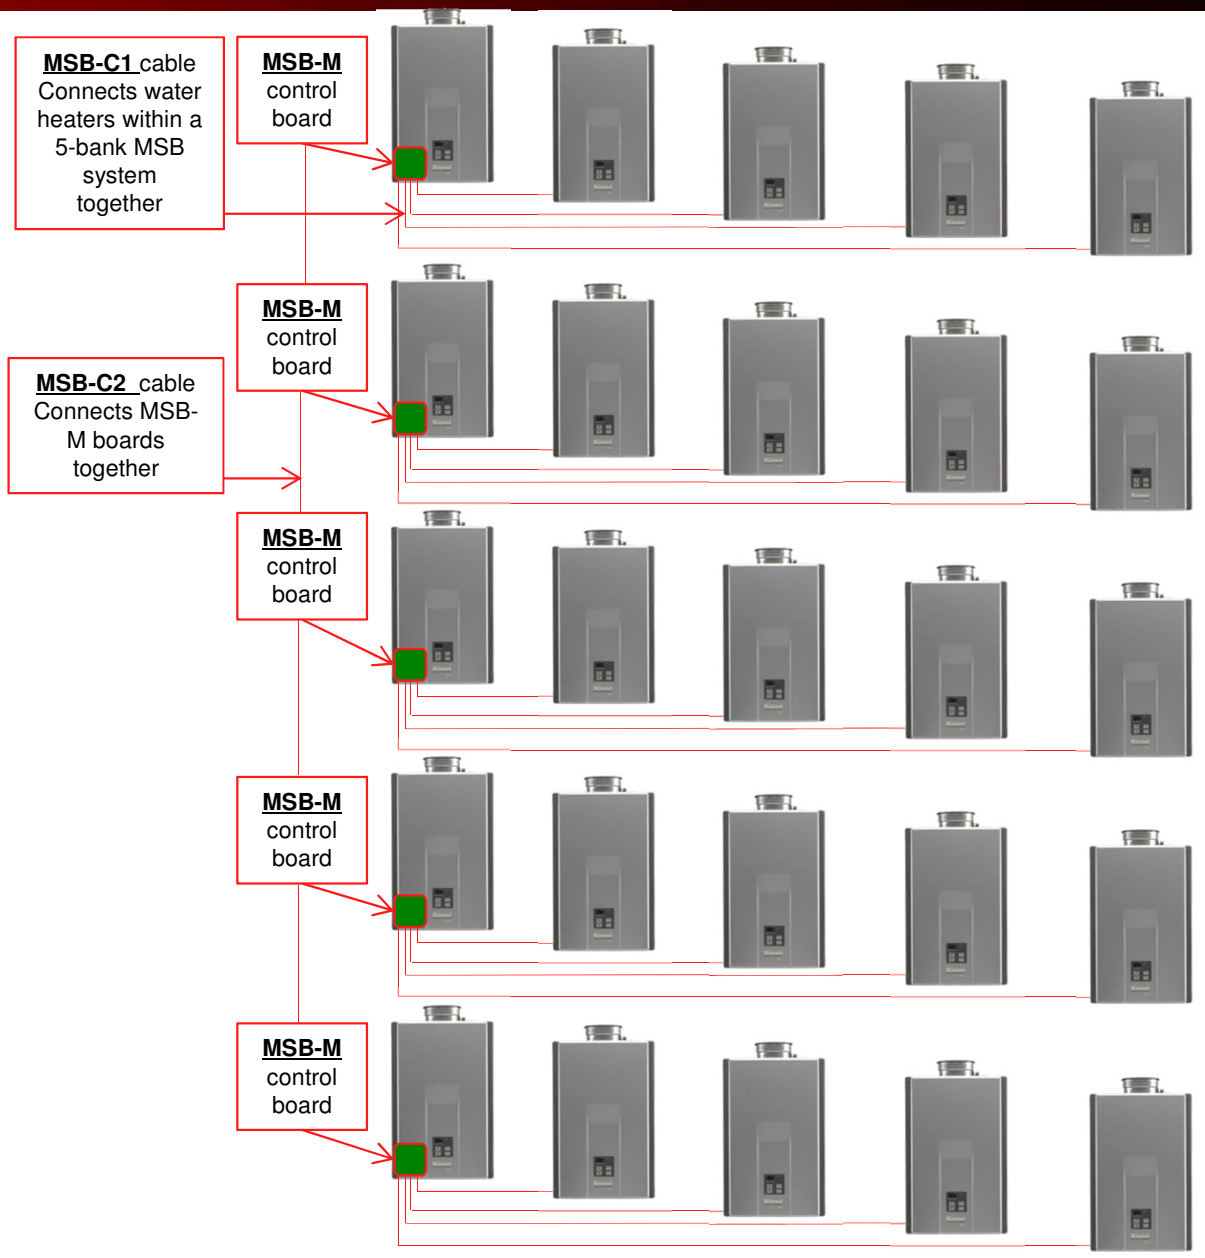 MSB-C1 cable
Connects water
heaters within a
5-bank MSB
system
together
MSB-M
control
board
MSB-M
control
board
MSB-C2 cable
Connects MSB-
M boards
together
MSB-M
control
board
MSB-M
control
board
MSB-M
control
board